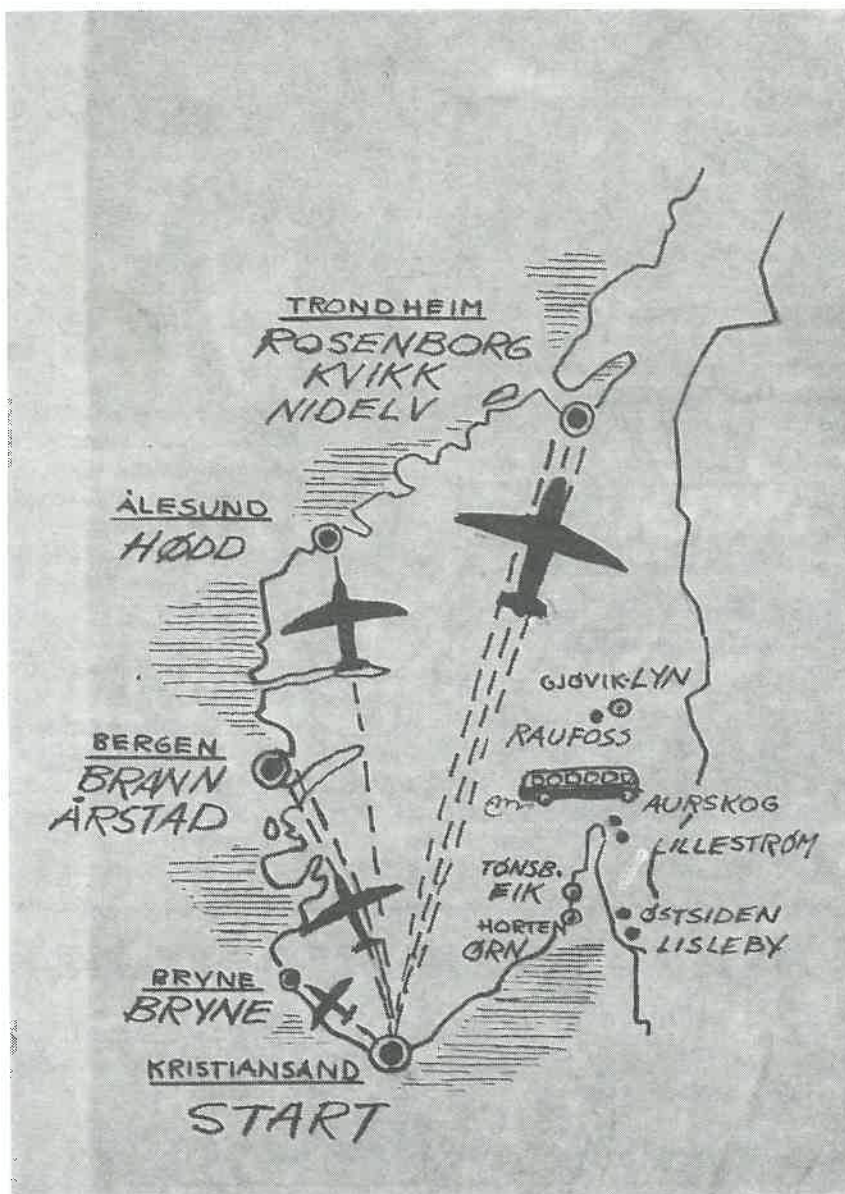 TRONDHEIM
ROSENBORG
KVIKK
NIDELV
ÅLESUND
HØDD
GJØVIK-LYN
RAUFOSS
BERGEN
BRANN
ÅRSTAD
AURSKOG
LILLESTRØM
TØNSB.
EIK
HORTEN
ØRN
ØSTSIDEN
LISLEBY
BRYNE
BRYNE
KRISTIANSAND
START